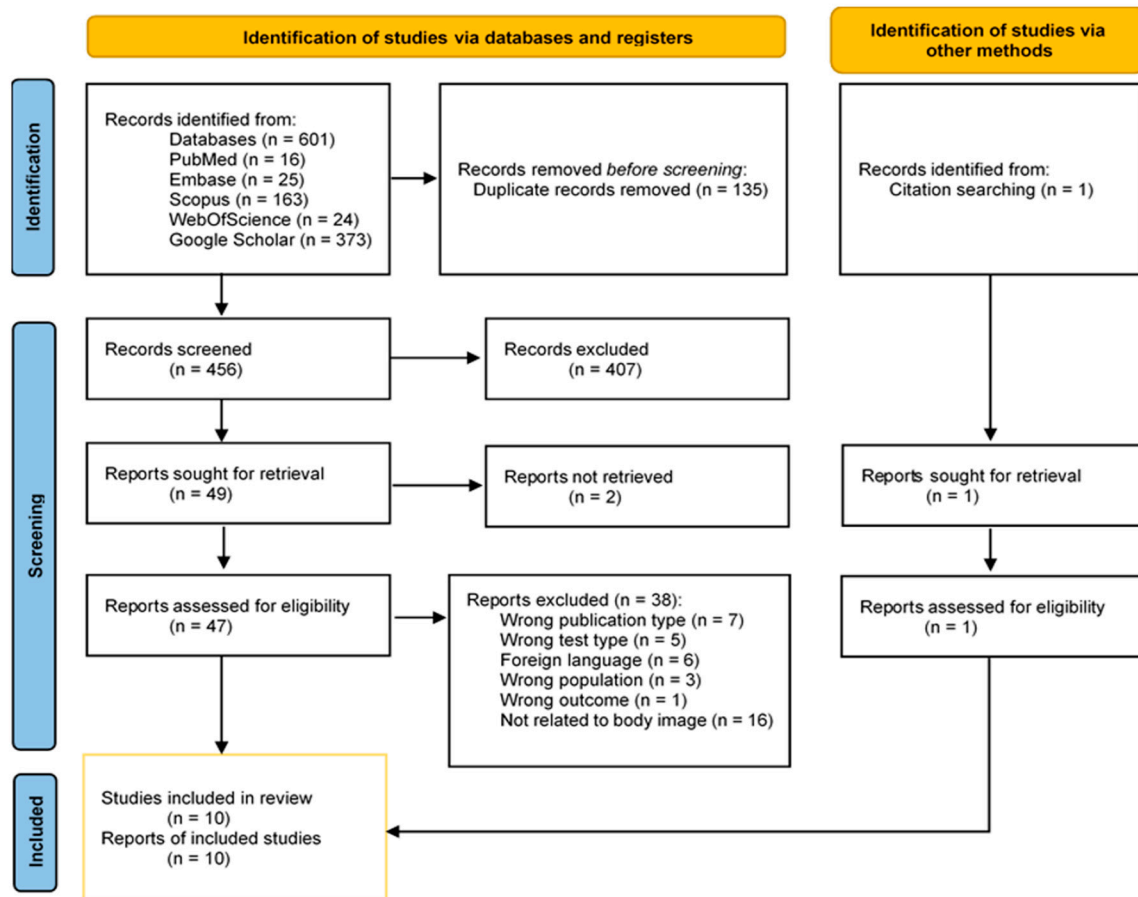 Identification of studies via databases and registers
Identification of studies via
other methods
Identification
Records identified from:
Databases (n = 601)
PubMed (n = 16)
Embase (n = 25)
Scopus (n = 163)
WebOfScience (n = 24)
Google Scholar (n = 373)
Records removed before screening:
Duplicate records removed (n = 135)
Records identified from:
Citation searching (n = 1)
Screening
Records screened
(n = 456)
Records excluded
(n = 407)
Reports sought for retrieval
(n = 49)
Reports not retrieved
(n = 2)
Reports sought for retrieval
(n = 1)
Reports assessed for eligibility
(n = 47)
Reports excluded (n = 38):
Wrong publication type (n = 7)
Wrong test type (n = 5)
Foreign language (n = 6)
Wrong population (n = 3)
Wrong outcome (n = 1)
Not related to body image (n = 16)
Reports assessed for eligibility
(n = 1)
Included
Studies included in review
(n = 10)
Reports of included studies
(n = 10)